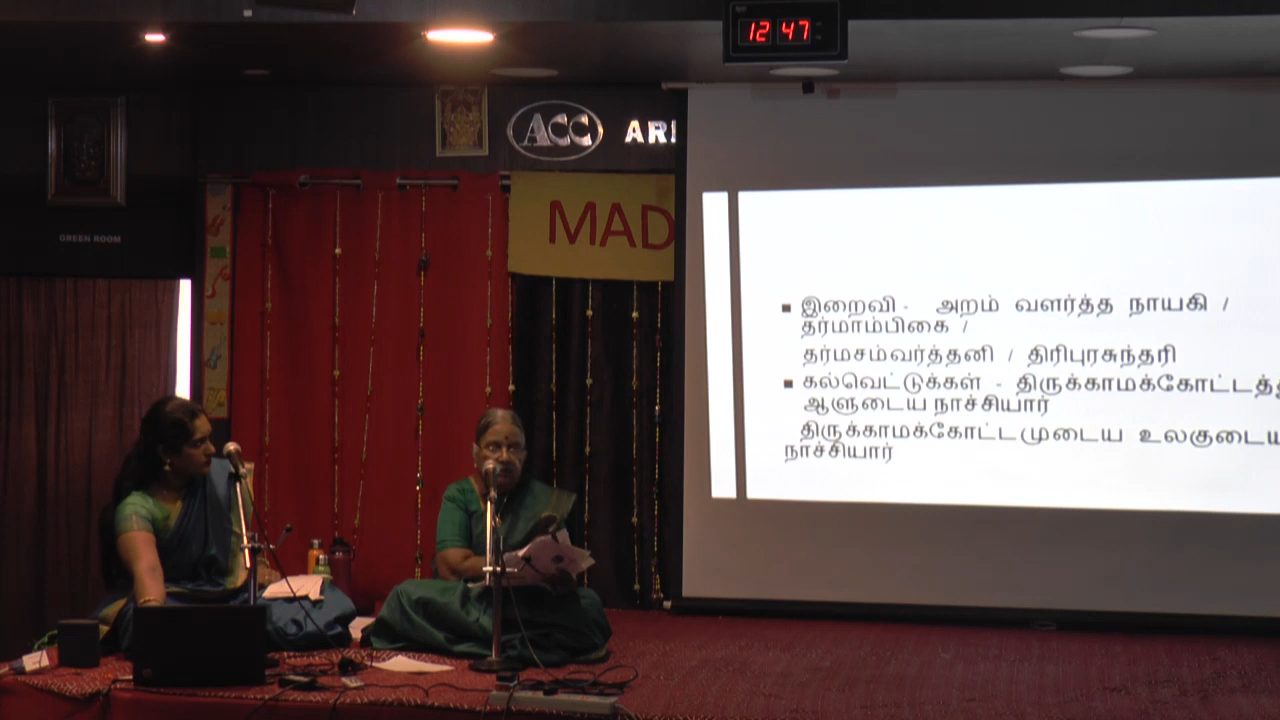 12 47
ACC
GREEN ROOM
MAD
■ இறைவி - அறம் வளர்த்த நாயகி /
தர்மாம்பிகை /
தர்மசம்வர்த்தனி / திரிபுரசுந்தரி
■ கல்வெட்டுக்கள் - திருக்காமக்கோட்டத்
ஆளுடைய நாச்சியார்
திருக்காமக்கோட்டமுடைய உலகுடைய
நாச்சியார்